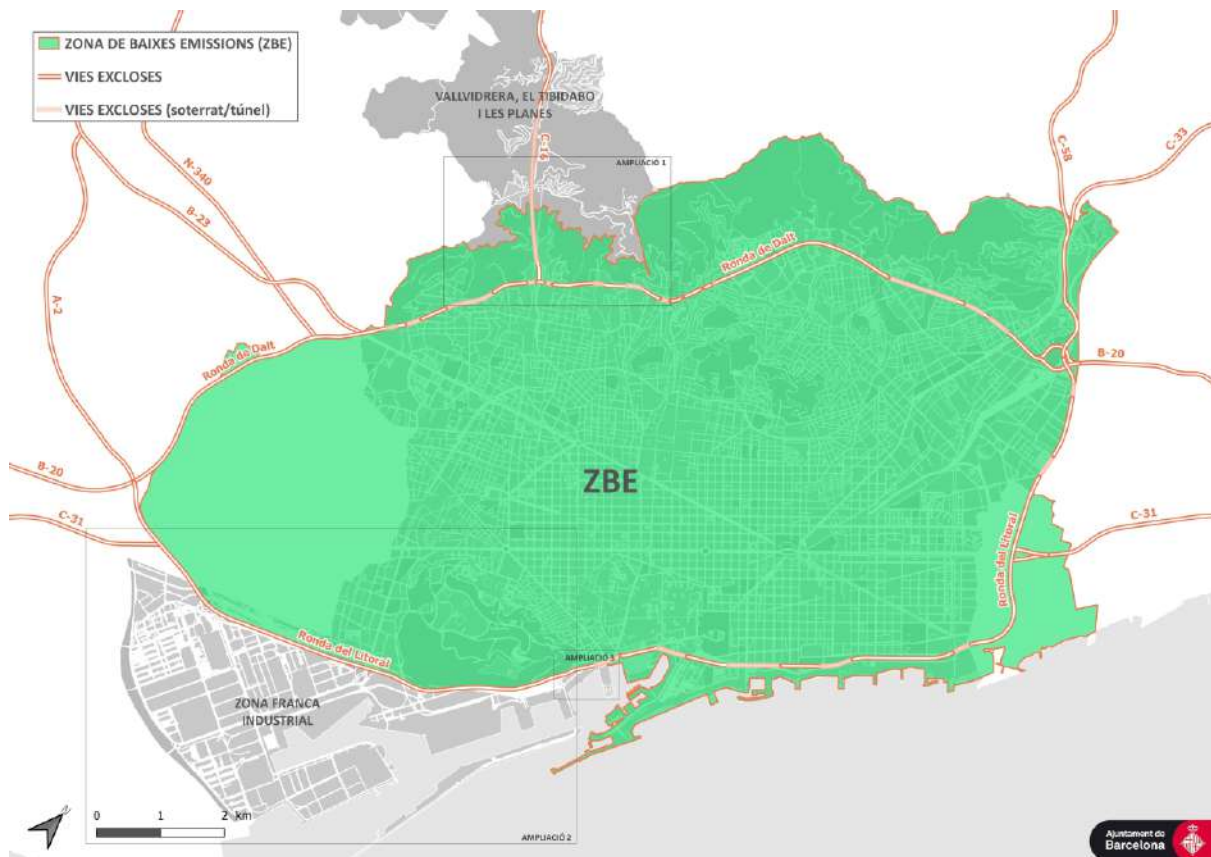 ZONA DE BAIXES EMISSIONS (ZBE)
VIES EXCLOSES
VIES EXCLOSES (soterrat/túnel)
VALLVIDRERA, EL TIBIDABO
I LES PLANES
C-16
AMPLIACIÓ 1
C-58
C-33
N-340
B-23
A-2
Ronda de Dalt
Ronda de Dalt
B-20
B-20
C-31
C-31
ZBE
Ronda del Litoral
Ronda del Litoral
AMPLIACIÓ 3
ZONA FRANCA
INDUSTRIAL
N
0 1 2 km
AMPLIACIÓ 2
Ajuntament de
Barcelona